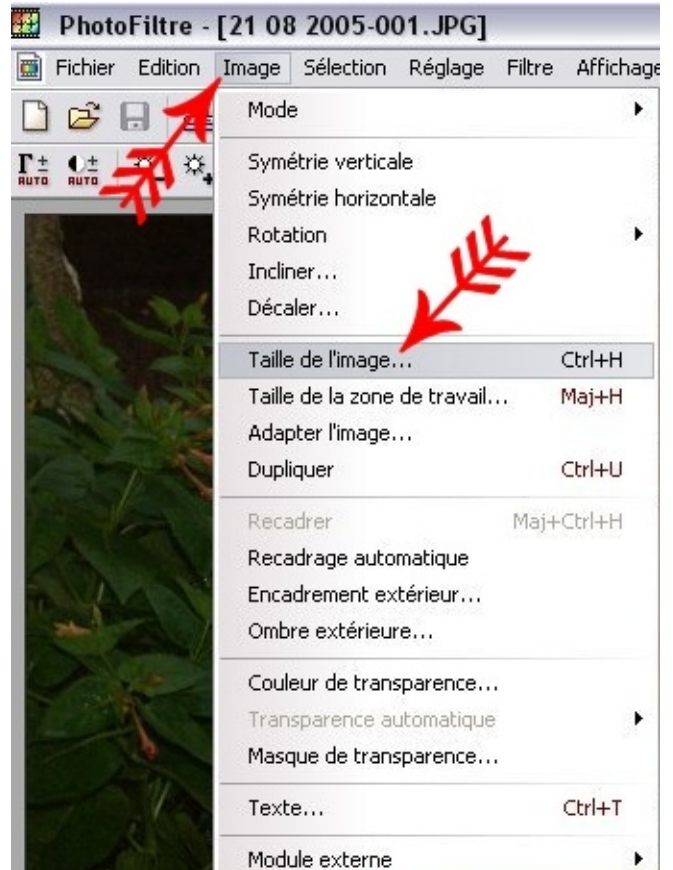 PhotoFiltre - [21 08 2005-001.JPG]
Fichier Edition Image Sélection Réglage Filtre Affichage
AUTO AUTO
Mode
Symétrie verticale
Symétrie horizontale
Rotation
Incliner...
Décaler...
Taille de l'image... Ctrl+H
Taille de la zone de travail... Maj+H
Adapter l'image...
Dupliquer Ctrl+U
Recadrer Maj+Ctrl+H
Recadrage automatique
Encadrement extérieur...
Ombre extérieure...
Couleur de transparence...
Transparence automatique
Masque de transparence...
Texte... Ctrl+T
Module externe